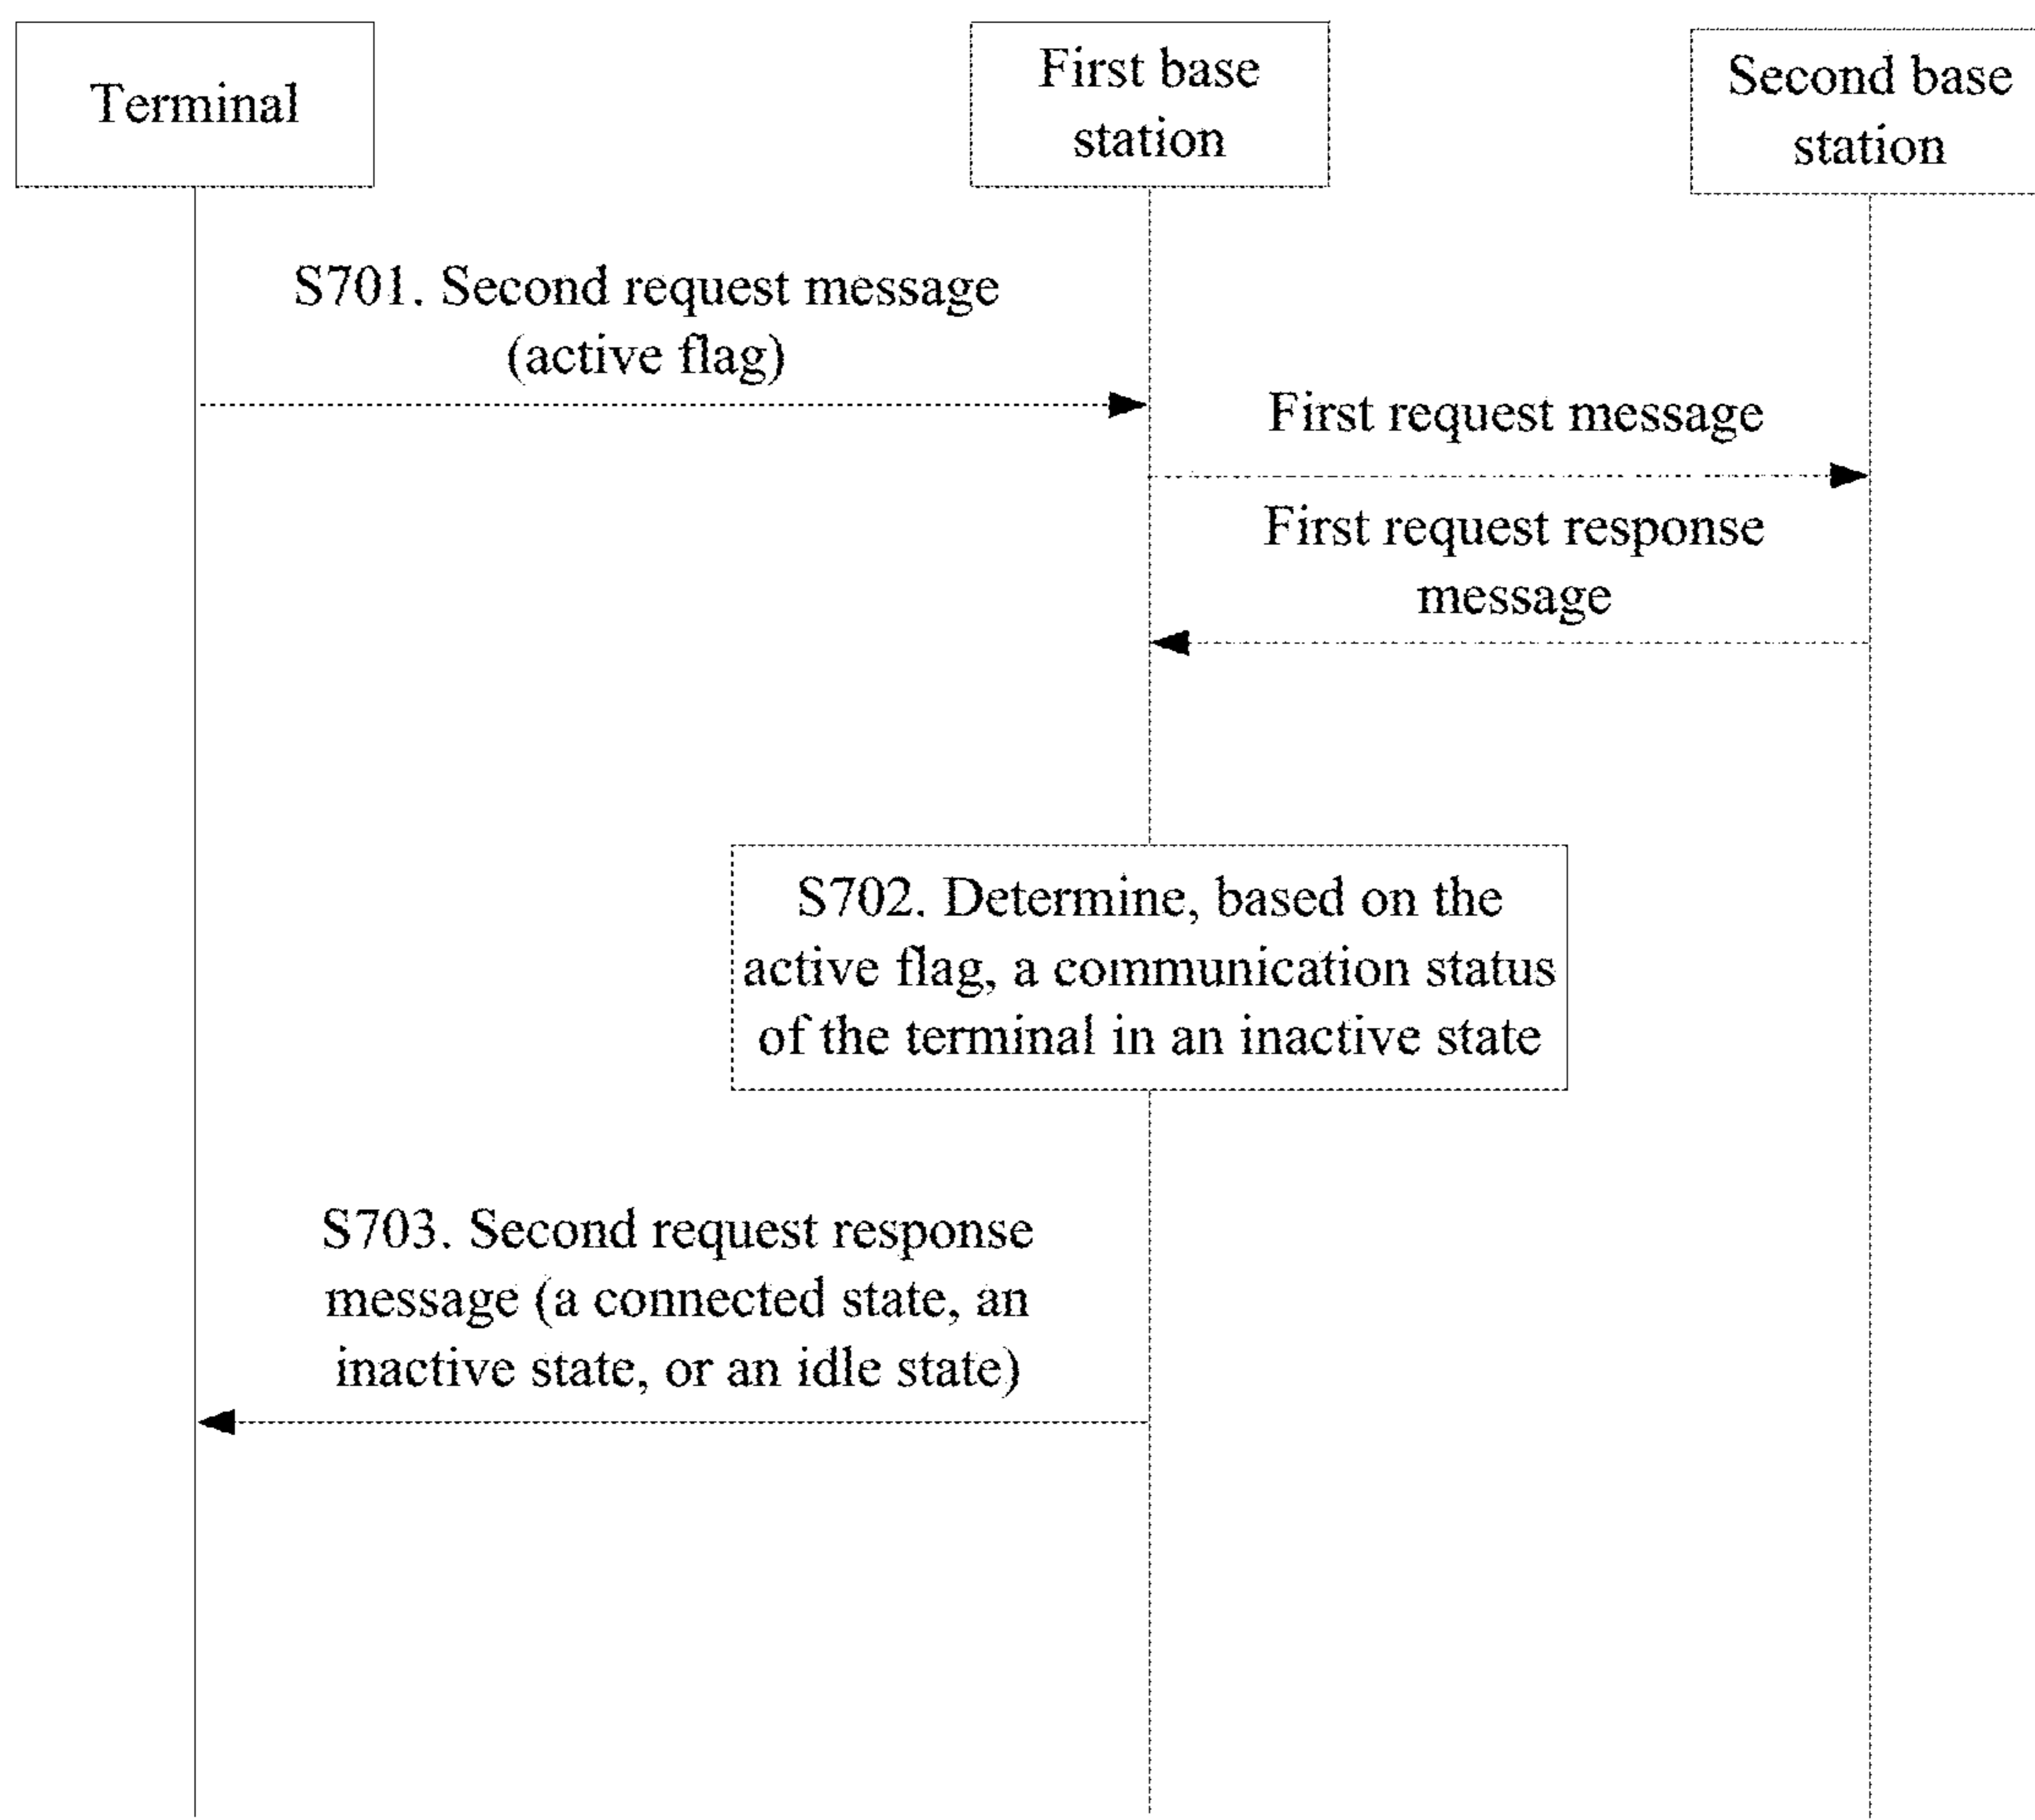 Terminal
First base
station
Second base
station
S701. Second request message
(active flag)
First request message
First request response
message
S702. Determine, based on the
active flag, a communication status
of the terminal in an inactive state
S703. Second request response
message (a connected state, an
inactive state, or an idle state)